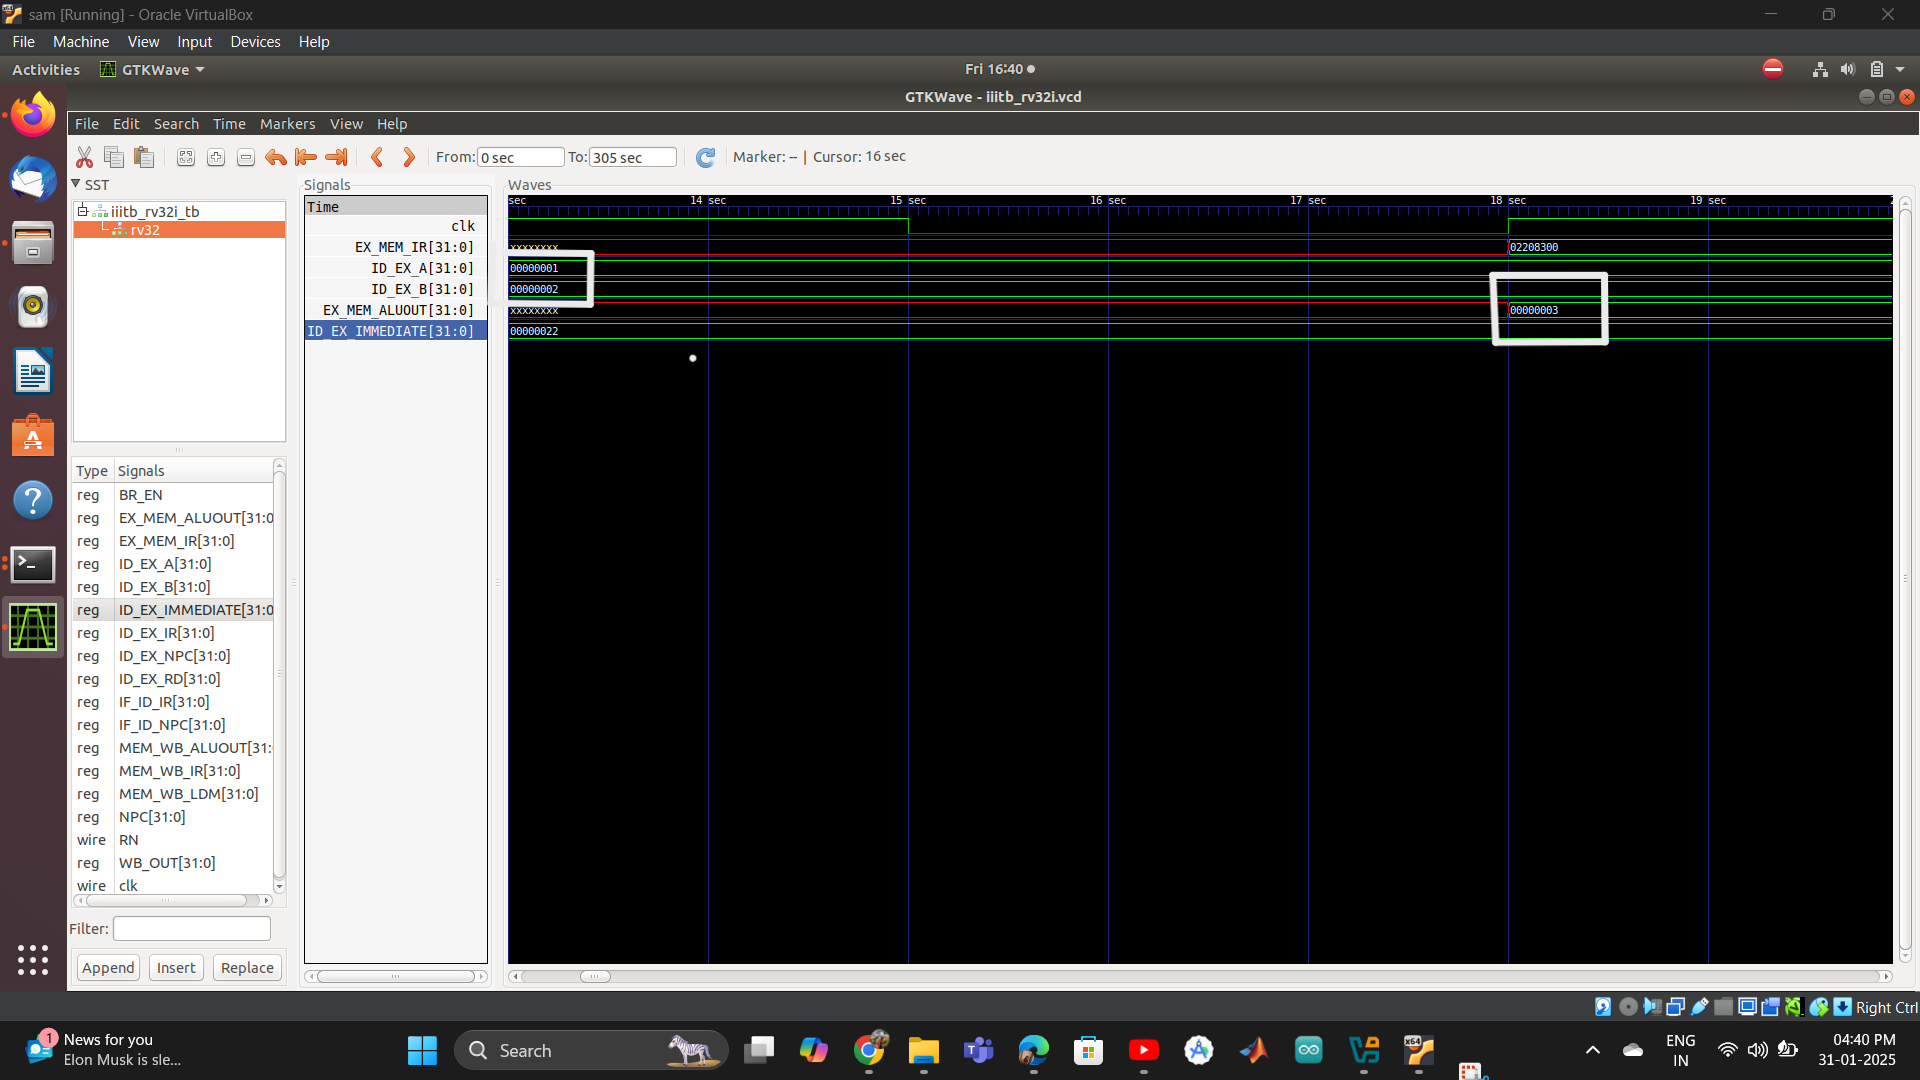 sam [Running] - Oracle VirtualBox
File Machine View Input Devices Help
Activities GTKWave Fri 16:40
GTKWave - iiitb_rv32i.vcd
File Edit Search Time Markers View Help
From: 0 sec To: 305 sec Marker: -- | Cursor: 16 sec
SST
iiitb_rv32i_tb
rv32
Type Signals
reg BR_EN
reg EX_MEM_ALUOUT[31:0
reg EX_MEM_IR[31:0]
reg ID_EX_A[31:0]
reg ID_EX_B[31:0]
reg ID_EX_IMMEDIATE[31:0
reg ID_EX_IR[31:0]
reg ID_EX_NPC[31:0]
reg ID_EX_RD[31:0]
reg IF_ID_IR[31:0]
reg IF_ID_NPC[31:0]
reg MEM_WB_ALUOUT[31:
reg MEM_WB_IR[31:0]
reg MEM_WB_LDM[31:0]
reg NPC[31:0]
wire RN
reg WB_OUT[31:0]
wire clk
Filter:
Append Insert Replace
Signals
Time
clk
EX_MEM_IR[31:0]
ID_EX_A[31:0]
ID_EX_B[31:0]
EX_MEM_ALUOUT[31:0]
ID_EX_IMMEDIATE[31:0]
Waves
sec 14 sec 15 sec 16 sec 17 sec 18 sec 19 sec 2
xxxxxxxx 02208300
00000001
00000002
xxxxxxxx 00000003
00000022
Right Ctrl
1
News for you
Elon Musk is sle...
Search
x64
ENG
IN
04:40 PM
31-01-2025